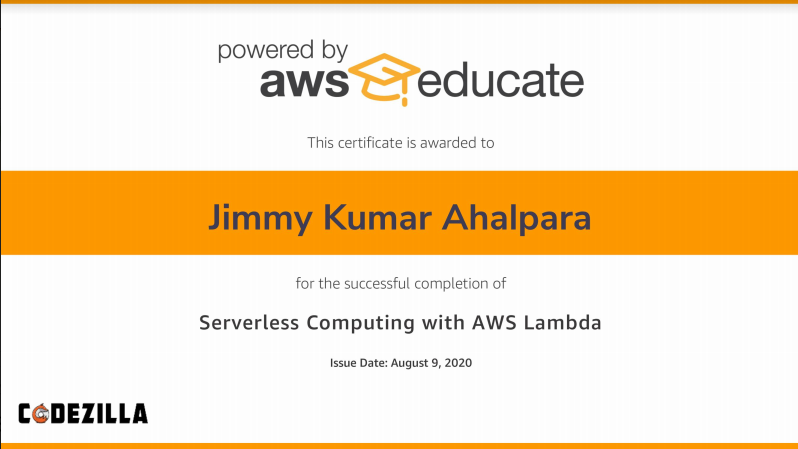 powered by
aws educate
This certificate is awarded to
Jimmy Kumar Ahalpara
for the successful completion of
Serverless Computing with AWS Lambda
Issue Date: August 9, 2020
CODEZILLA